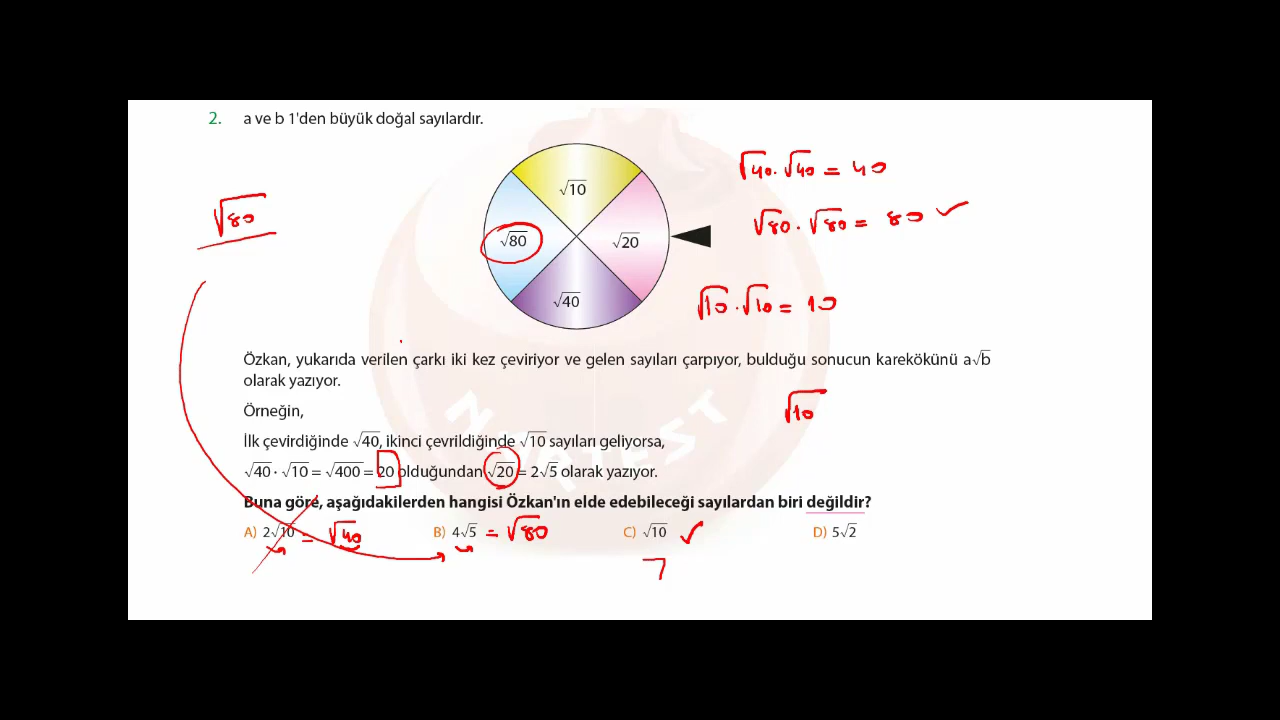 2. a ve b 1'den büyük doğal sayılardır.
√10
√80
√20
√40
√80
√40 · √40 = 40
√80 · √80 = 80 ✓
√10 · √10 = 10
Özkan, yukarıda verilen çarkı iki kez çeviriyor ve gelen sayıları çarpıyor, bulduğu sonucun karekökünü a√b
olarak yazıyor.
√10
Örneğin,
İlk çevirdiğinde √40, ikinci çevrildiğinde √10 sayıları geliyorsa,
√40 · √10 = √400 = 20 olduğundan √20 = 2√5 olarak yazıyor.
Buna göre, aşağıdakilerden hangisi Özkan'ın elde edebileceği sayılardan biri değildir?
A) 2√10 = √40 B) 4√5 = √80 C) √10 ✓ D) 5√2
NOTEST